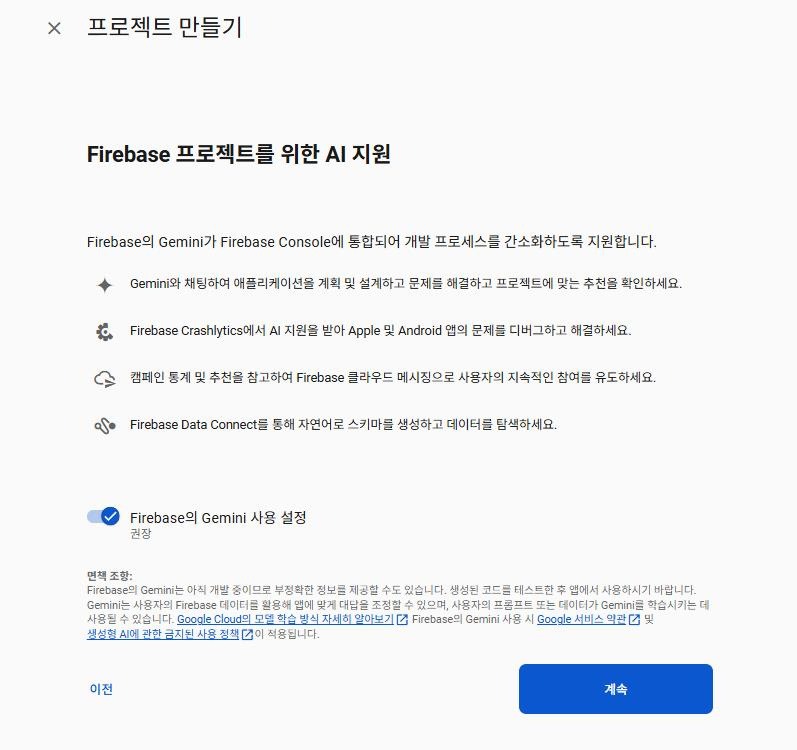 프로젝트 만들기
Firebase 프로젝트를 위한 AI 지원
Firebase의 Gemini가 Firebase Console에 통합되어 개발 프로세스를 간소화하도록 지원합니다.
Gemini와 채팅하여 애플리케이션을 계획 및 설계하고 문제를 해결하고 프로젝트에 맞는 추천을 확인하세요.
Firebase Crashlytics에서 AI 지원을 받아 Apple 및 Android 앱의 문제를 디버그하고 해결하세요.
캠페인 통계 및 추천을 참고하여 Firebase 클라우드 메시징으로 사용자의 지속적인 참여를 유도하세요.
Firebase Data Connect를 통해 자연어로 스키마를 생성하고 데이터를 탐색하세요.
Firebase의 Gemini 사용 설정
권장
면책 조항:
Firebase의 Gemini는 아직 개발 중이므로 부정확한 정보를 제공할 수도 있습니다. 생성된 코드를 테스트한 후 앱에서 사용하시기 바랍니다.
Gemini는 사용자의 Firebase 데이터를 활용해 앱에 맞게 대답을 조정할 수 있으며, 사용자의 프롬프트 또는 데이터가 Gemini를 학습시키는 데
사용될 수 있습니다. Google Cloud의 모델 학습 방식 자세히 알아보기 Firebase의 Gemini 사용 시 Google 서비스 약관 및
생성형 AI에 관한 금지된 사용 정책이 적용됩니다.
이전
계속